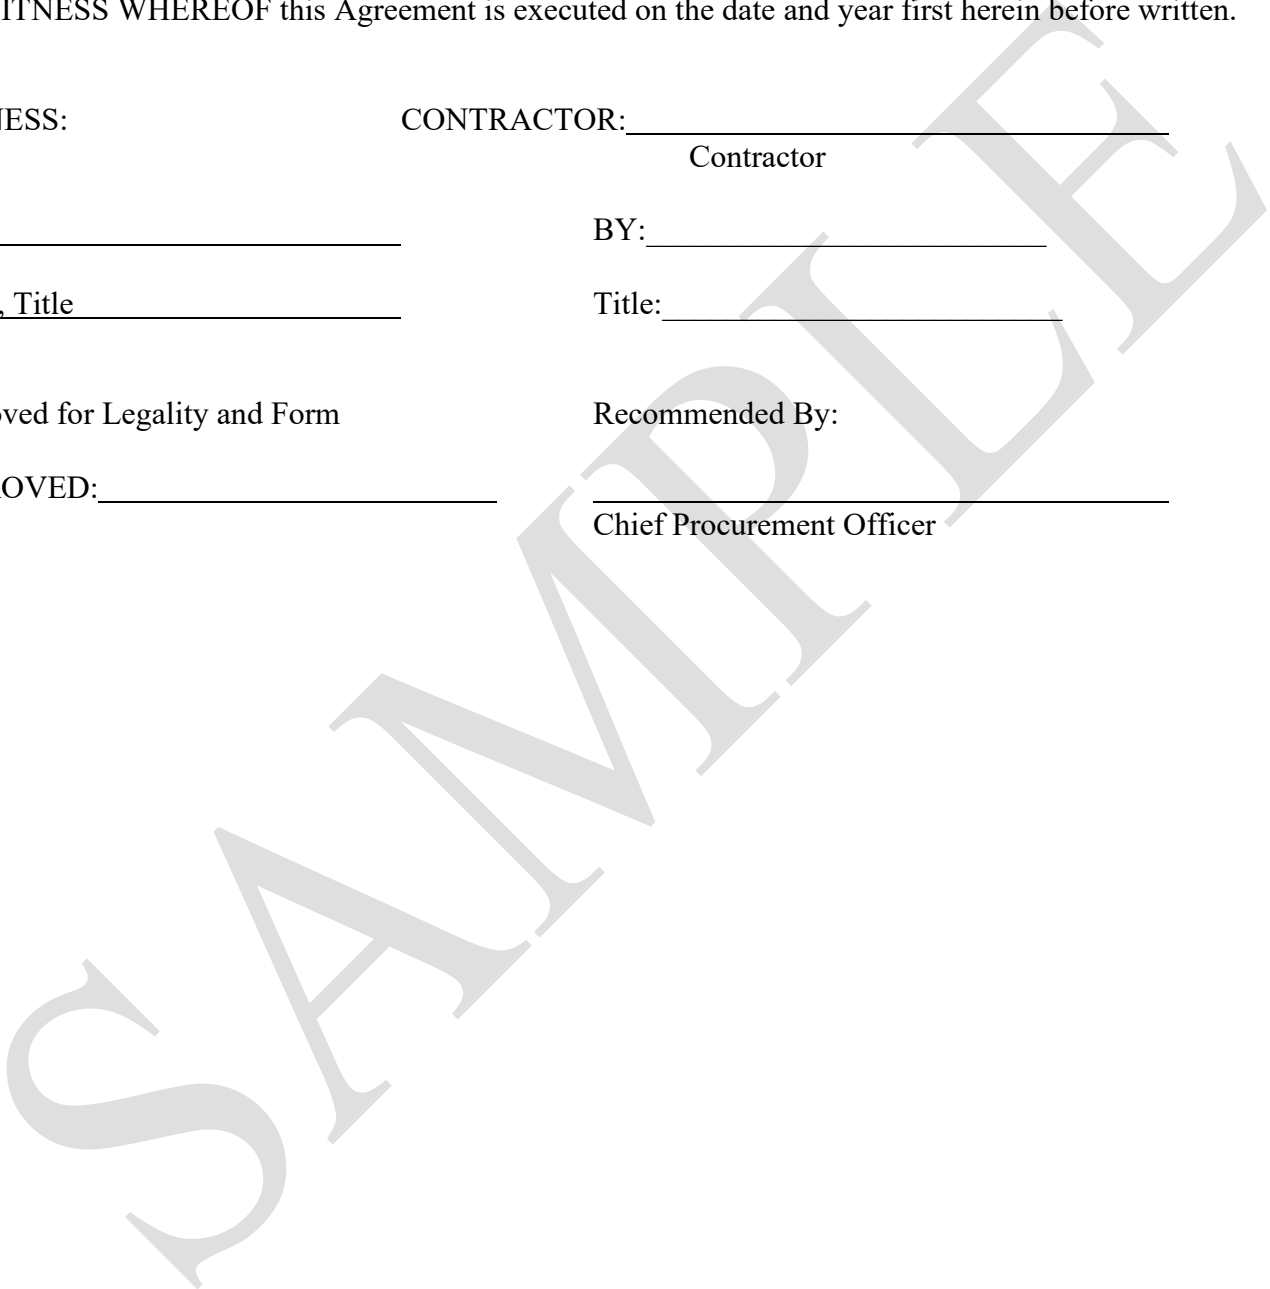 ITNESS WHEREOF this Agreement is executed on the date and year first herein before written.
NESS: CONTRACTOR:
Contractor
BY:
, Title Title:
oved for Legality and Form Recommended By:
OVED:
Chief Procurement Officer
SAMPLE